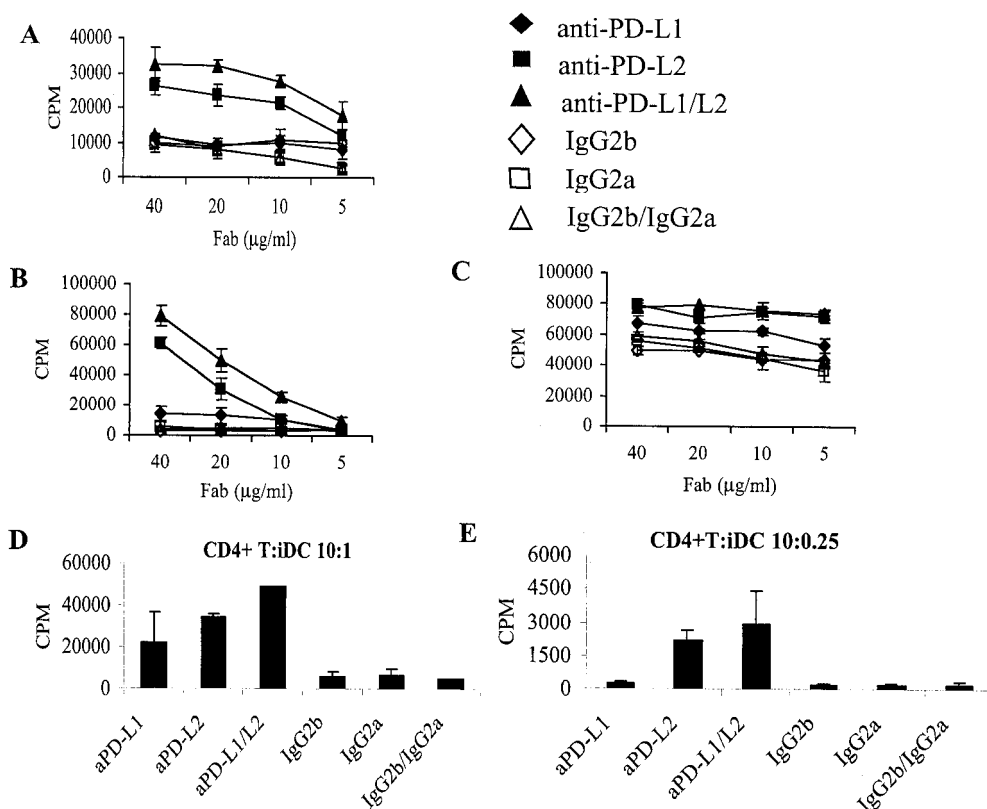 A
40000
30000
20000
10000
0
CPM
40 20 10 5
Fab (µg/ml)
anti-PD-L1
anti-PD-L2
anti-PD-L1/L2
IgG2b
IgG2a
IgG2b/IgG2a
B
100000
80000
60000
40000
20000
0
CPM
40 20 10 5
Fab (µg/ml)
C
100000
80000
60000
40000
20000
0
CPM
40 20 10 5
Fab (µg/ml)
D
CD4+ T:iDC 10:1
60000
40000
20000
0
CPM
aPD-L1
aPD-L2
aPD-L1/L2
IgG2b
IgG2a
IgG2b/IgG2a
E
CD4+T:iDC 10:0.25
6000
4500
3000
1500
0
CPM
aPD-L1
aPD-L2
aPD-L1/L2
IgG2b
IgG2a
IgG2b/IgG2a